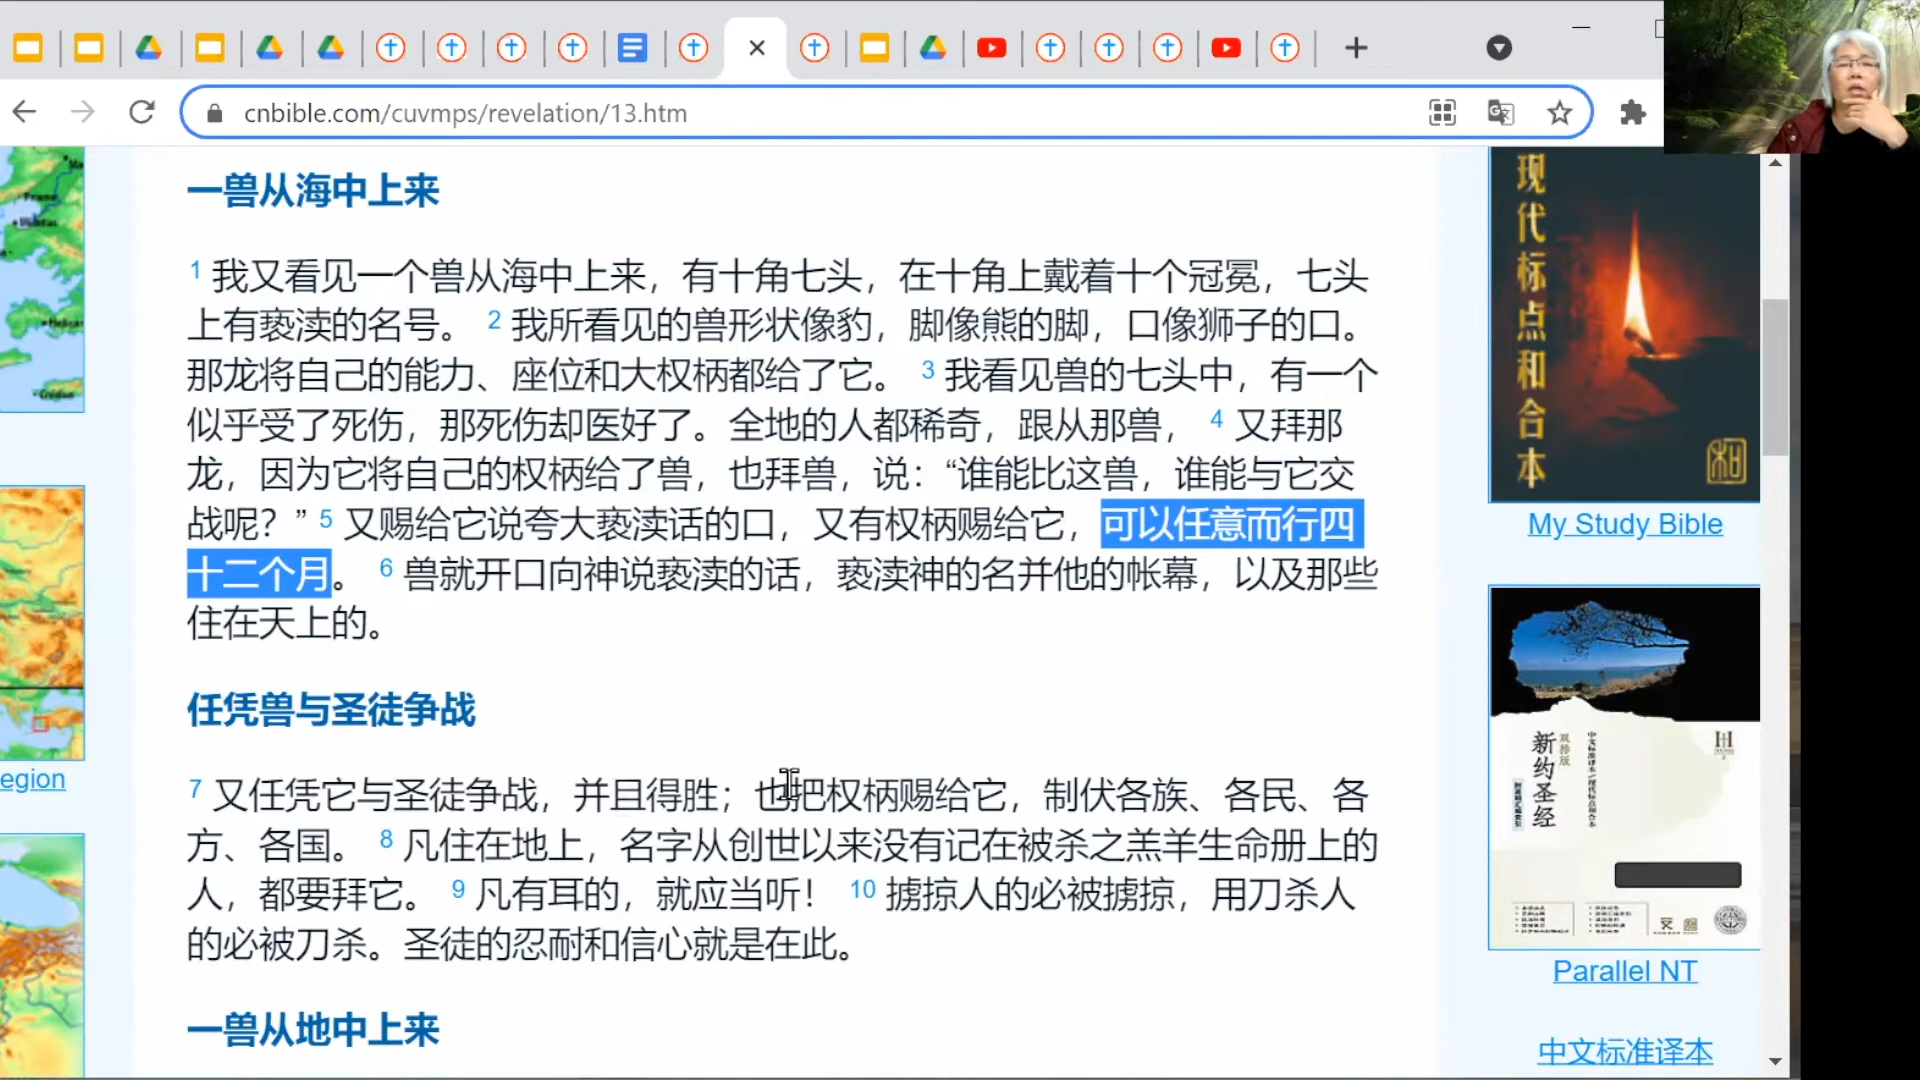 cnbible.com/cuvmps/revelation/13.htm
一兽从海中上来
1 我又看见一个兽从海中上来，有十角七头，在十角上戴着十个冠冕，七头
上有亵渎的名号。 2 我所看见的兽形状像豹，脚像熊的脚，口像狮子的口。
那龙将自己的能力、座位和大权柄都给了它。 3 我看见兽的七头中，有一个
似乎受了死伤，那死伤却医好了。全地的人都稀奇，跟从那兽， 4 又拜那
龙，因为它将自己的权柄给了兽，也拜兽，说：“谁能比这兽，谁能与它交
战呢？” 5 又赐给它说夸大亵渎话的口，又有权柄赐给它，可以任意而行四
十二个月。 6 兽就开口向神说亵渎的话，亵渎神的名并他的帐幕，以及那些
住在天上的。
任凭兽与圣徒争战
7 又任凭它与圣徒争战，并且得胜；也把权柄赐给它，制伏各族、各民、各
方、各国。 8 凡住在地上，名字从创世以来没有记在被杀之羔羊生命册上的
人，都要拜它。 9 凡有耳的，就应当听！ 10 掳掠人的必被掳掠，用刀杀人
的必被刀杀。圣徒的忍耐和信心就是在此。
一兽从地中上来
egion
现代标点和合本
My Study Bible
新约圣经
Parallel NT
中文标准译本